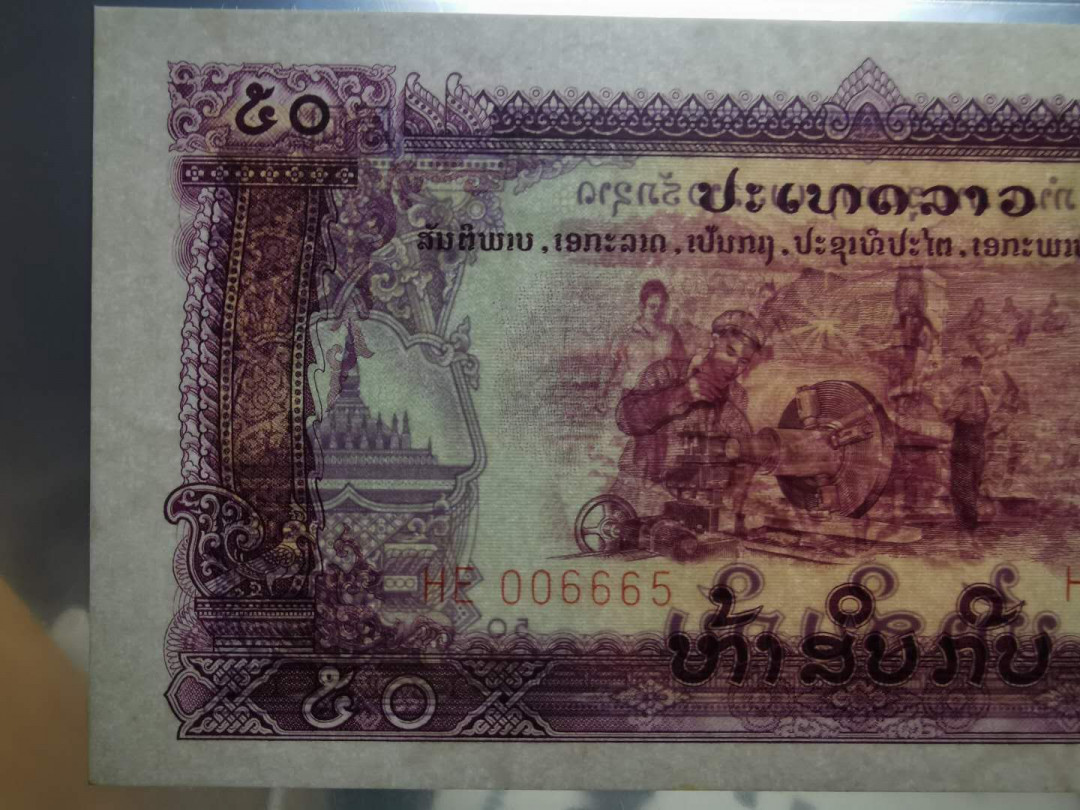 ໕໐
ປະເທດລາວ
ສັນຕິພາບ, ເອກະລາດ, ເປັນກາງ, ປະຊາທິປະໄຕ, ເອກະພາບ
HE 006665
H
ຫ້າສິບກີບ
໕໐